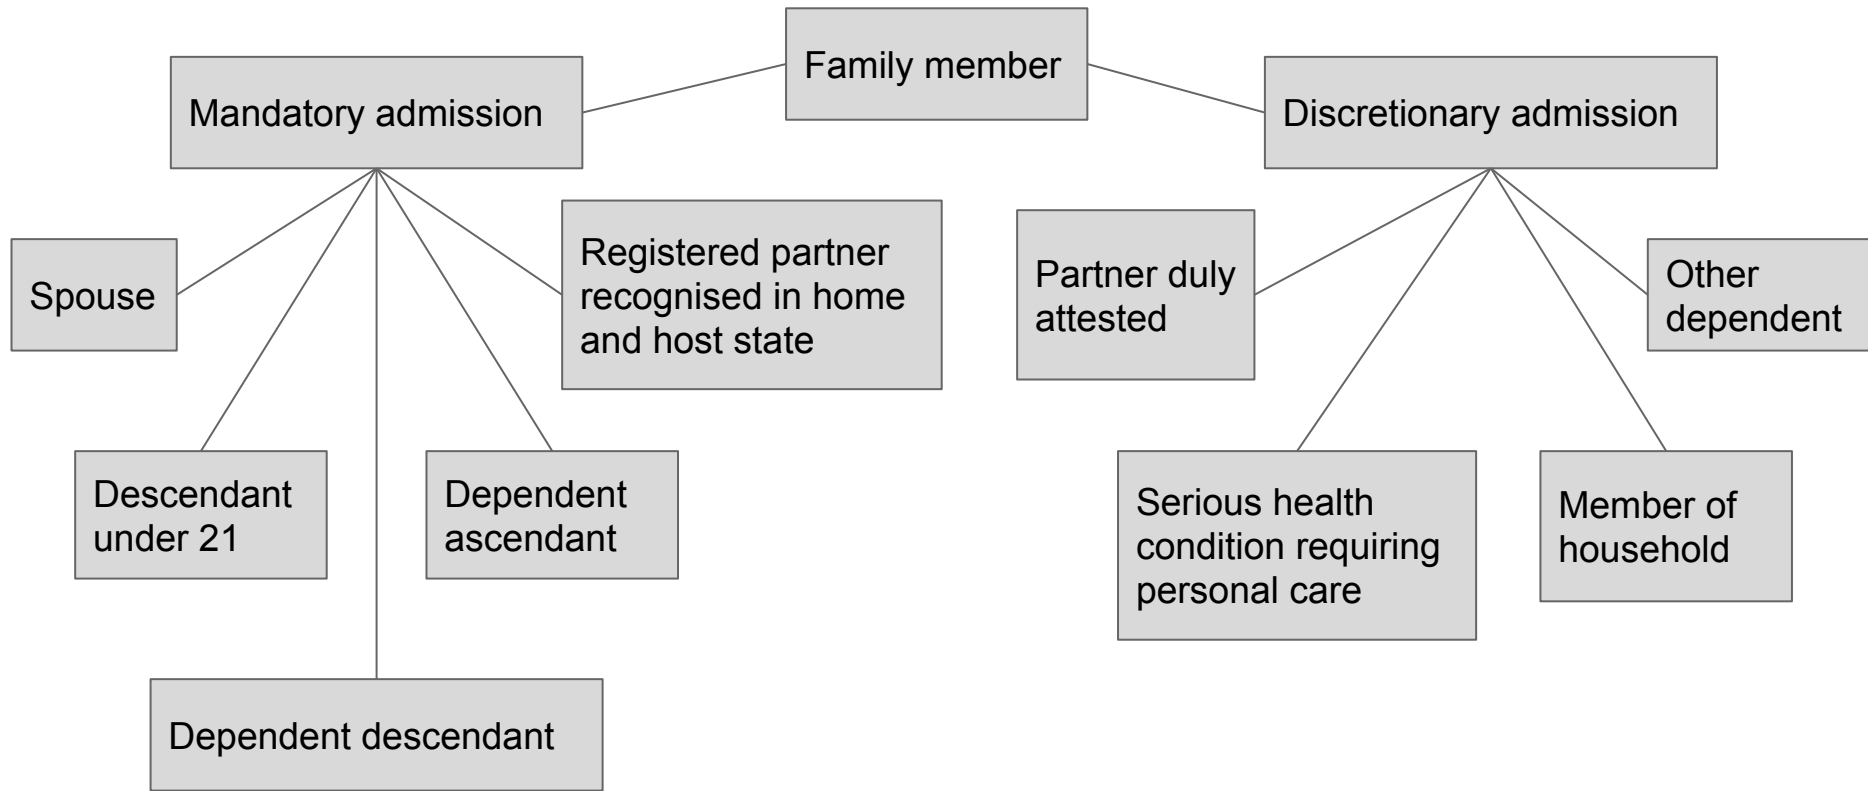 Family member
Mandatory admission
Discretionary admission
Spouse
Registered partner
recognised in home
and host state
Partner duly
attested
Other
dependent
Descendant
under 21
Dependent
ascendant
Serious health
condition requiring
personal care
Member of
household
Dependent descendant